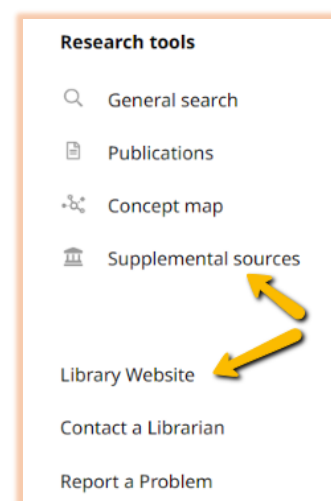 Research tools
General search
Publications
Concept map
Supplemental sources
Library Website
Contact a Librarian
Report a Problem